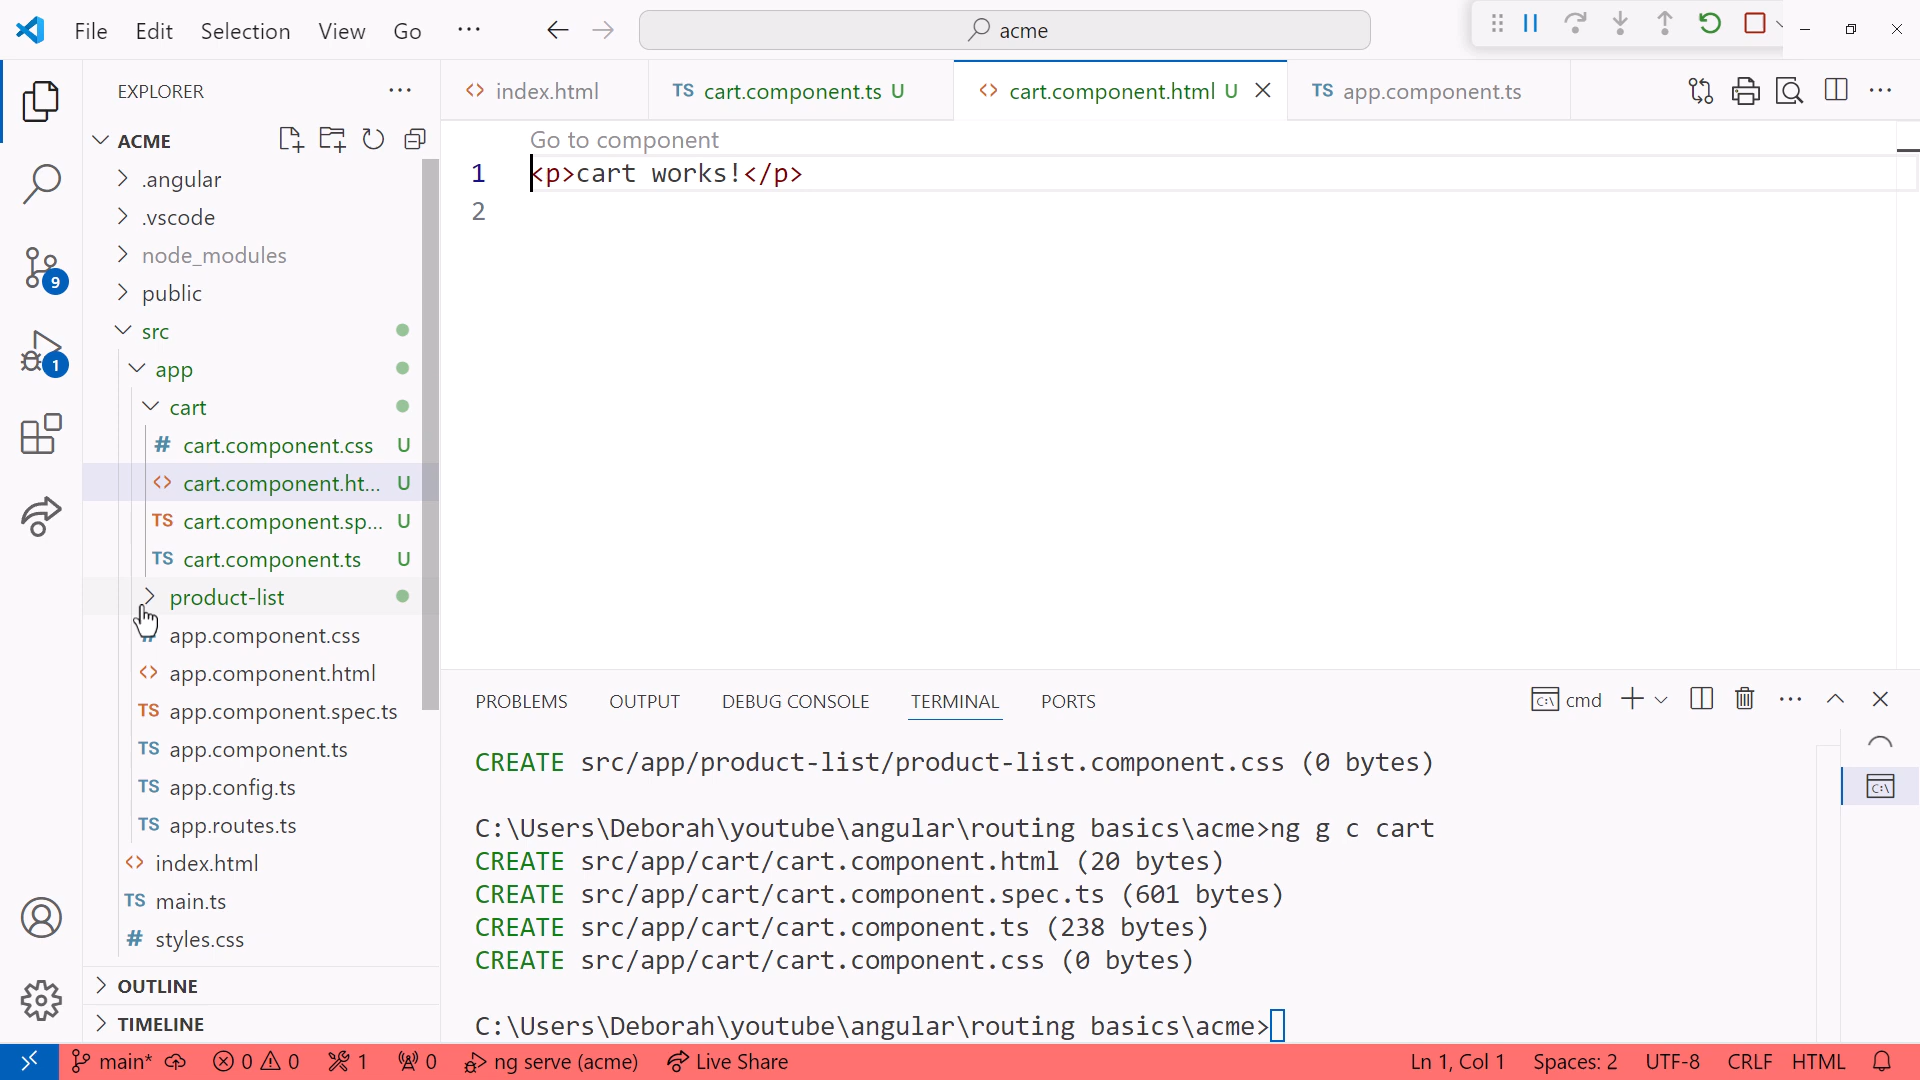 File Edit Selection View Go ··· acme
EXPLORER
ACME
.angular
.vscode
node_modules
public
src
app
cart
# cart.component.css U
<> cart.component.ht... U
TS cart.component.sp... U
TS cart.component.ts U
product-list
app.component.css
<> app.component.html
TS app.component.spec.ts
TS app.component.ts
TS app.config.ts
TS app.routes.ts
<> index.html
TS main.ts
# styles.css
OUTLINE
TIMELINE
9
1
<> index.html TS cart.component.ts U <> cart.component.html U TS app.component.ts
Go to component
1 <p>cart works!</p>
2
PROBLEMS OUTPUT DEBUG CONSOLE TERMINAL PORTS cmd
CREATE src/app/product-list/product-list.component.css (0 bytes)
C:\Users\Deborah\youtube\angular\routing basics\acme>ng g c cart
CREATE src/app/cart/cart.component.html (20 bytes)
CREATE src/app/cart/cart.component.spec.ts (601 bytes)
CREATE src/app/cart/cart.component.ts (238 bytes)
CREATE src/app/cart/cart.component.css (0 bytes)
C:\Users\Deborah\youtube\angular\routing basics\acme>
main* 0 0 1 0 ng serve (acme) Live Share Ln 1, Col 1 Spaces: 2 UTF-8 CRLF HTML